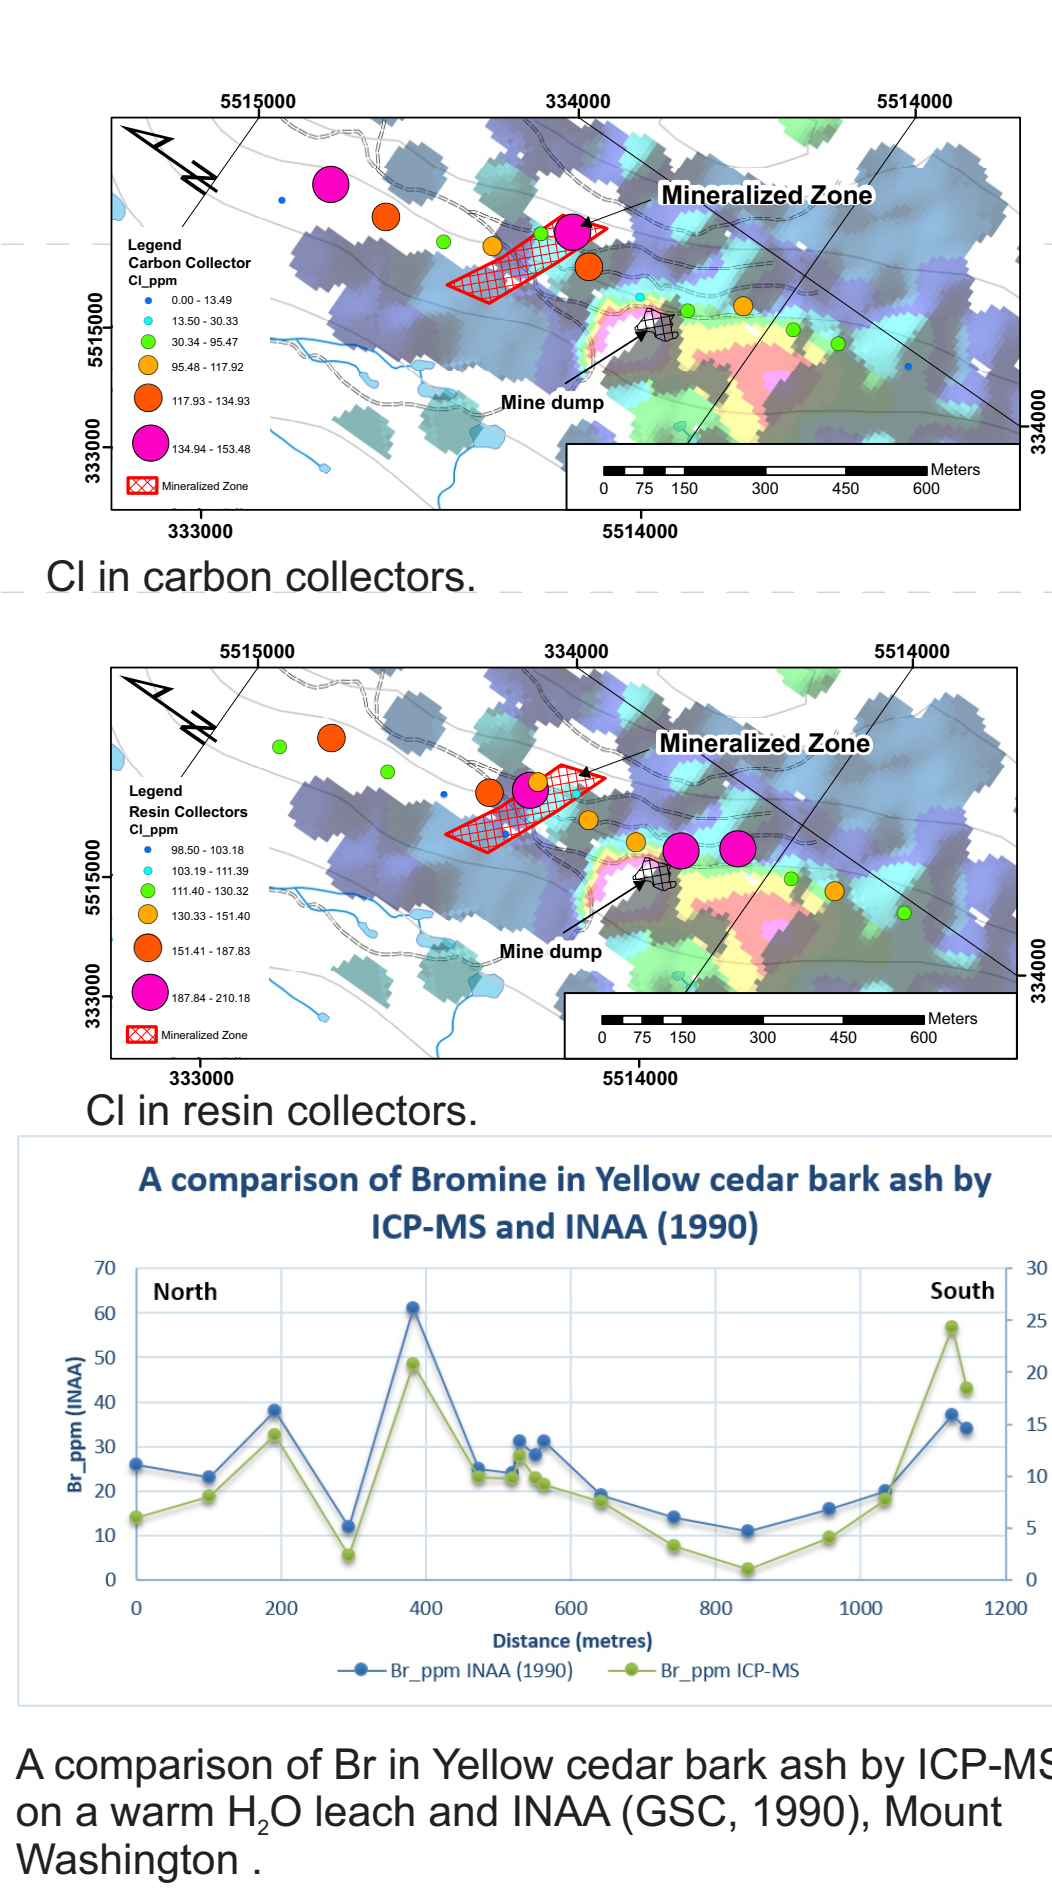 5515000 334000 5514000
N
Mineralized Zone
Legend
Carbon Collector
Cl_ppm
0.00 - 13.49
13.50 - 30.33
30.34 - 95.47
95.48 - 117.92
117.93 - 134.93
134.94 - 153.48
Mineralized Zone
5515000
333000
Mine dump
334000
Meters
0 75 150 300 450 600
333000 5514000
Cl in carbon collectors.
5515000 334000 5514000
N
Mineralized Zone
Legend
Resin Collectors
Cl_ppm
98.50 - 103.18
103.19 - 111.39
111.40 - 130.32
130.33 - 151.40
151.41 - 187.83
187.84 - 210.18
Mineralized Zone
5515000
333000
Mine dump
334000
Meters
0 75 150 300 450 600
333000 5514000
Cl in resin collectors.
A comparison of Bromine in Yellow cedar bark ash by
ICP-MS and INAA (1990)
North South
Br_ppm (INAA)
70
60
50
40
30
20
10
0
30
25
20
15
10
5
0
0 200 400 600 800 1000 1200
Distance (metres)
Br_ppm INAA (1990) Br_ppm ICP-MS
A comparison of Br in Yellow cedar bark ash by ICP-MS
on a warm H₂O leach and INAA (GSC, 1990), Mount
Washington .